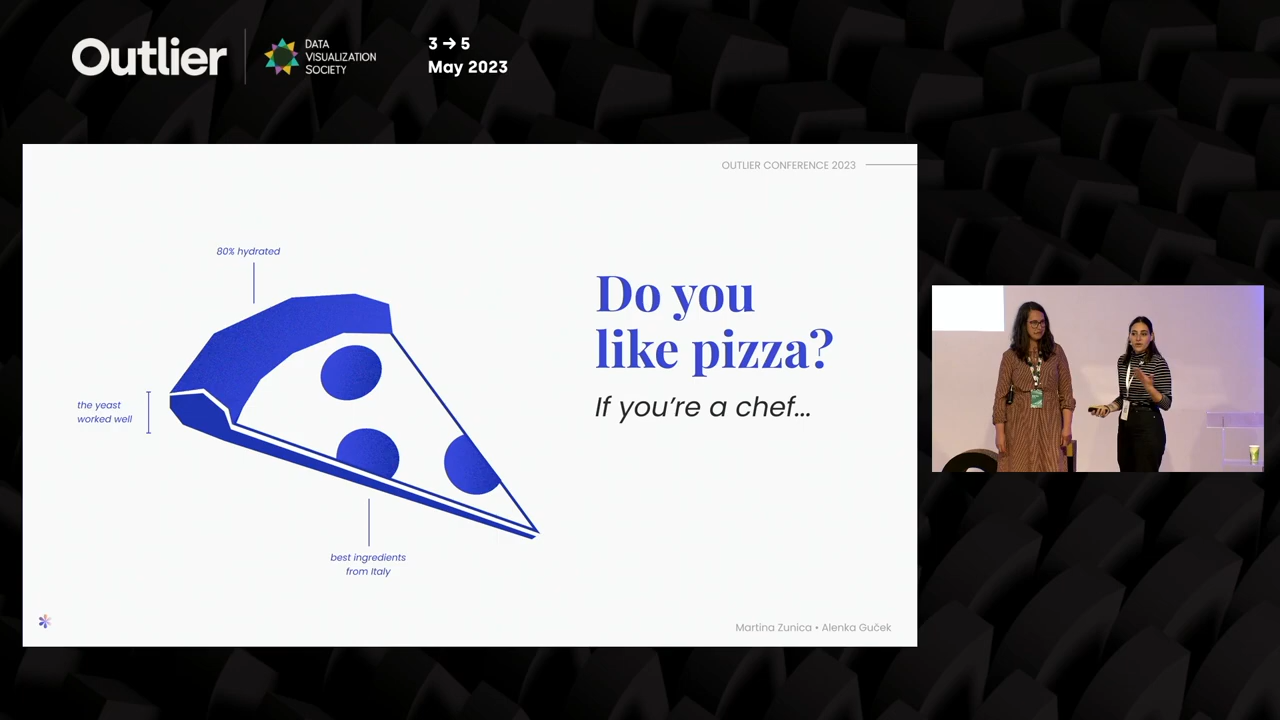 Outlier
DATA
VISUALIZATION
SOCIETY
3 → 5
May 2023
OUTLIER CONFERENCE 2023
80% hydrated
the yeast
worked well
best ingredients
from Italy
Do you
like pizza?
If you're a chef...
Martina Zunica • Alenka Guček